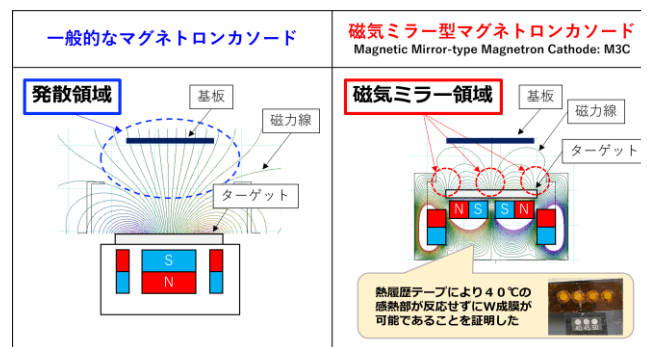 一般的なマグネトロンカソード
磁気ミラー型マグネトロンカソード
Magnetic Mirror-type Magnetron Cathode: M3C
発散領域
基板
磁力線
ターゲット
S
N
磁気ミラー領域
基板
磁力線
ターゲット
N S S N
熱履歴テープにより40℃の
感熱部が反応せずにW成膜が
可能であることを証明した
40 45 50